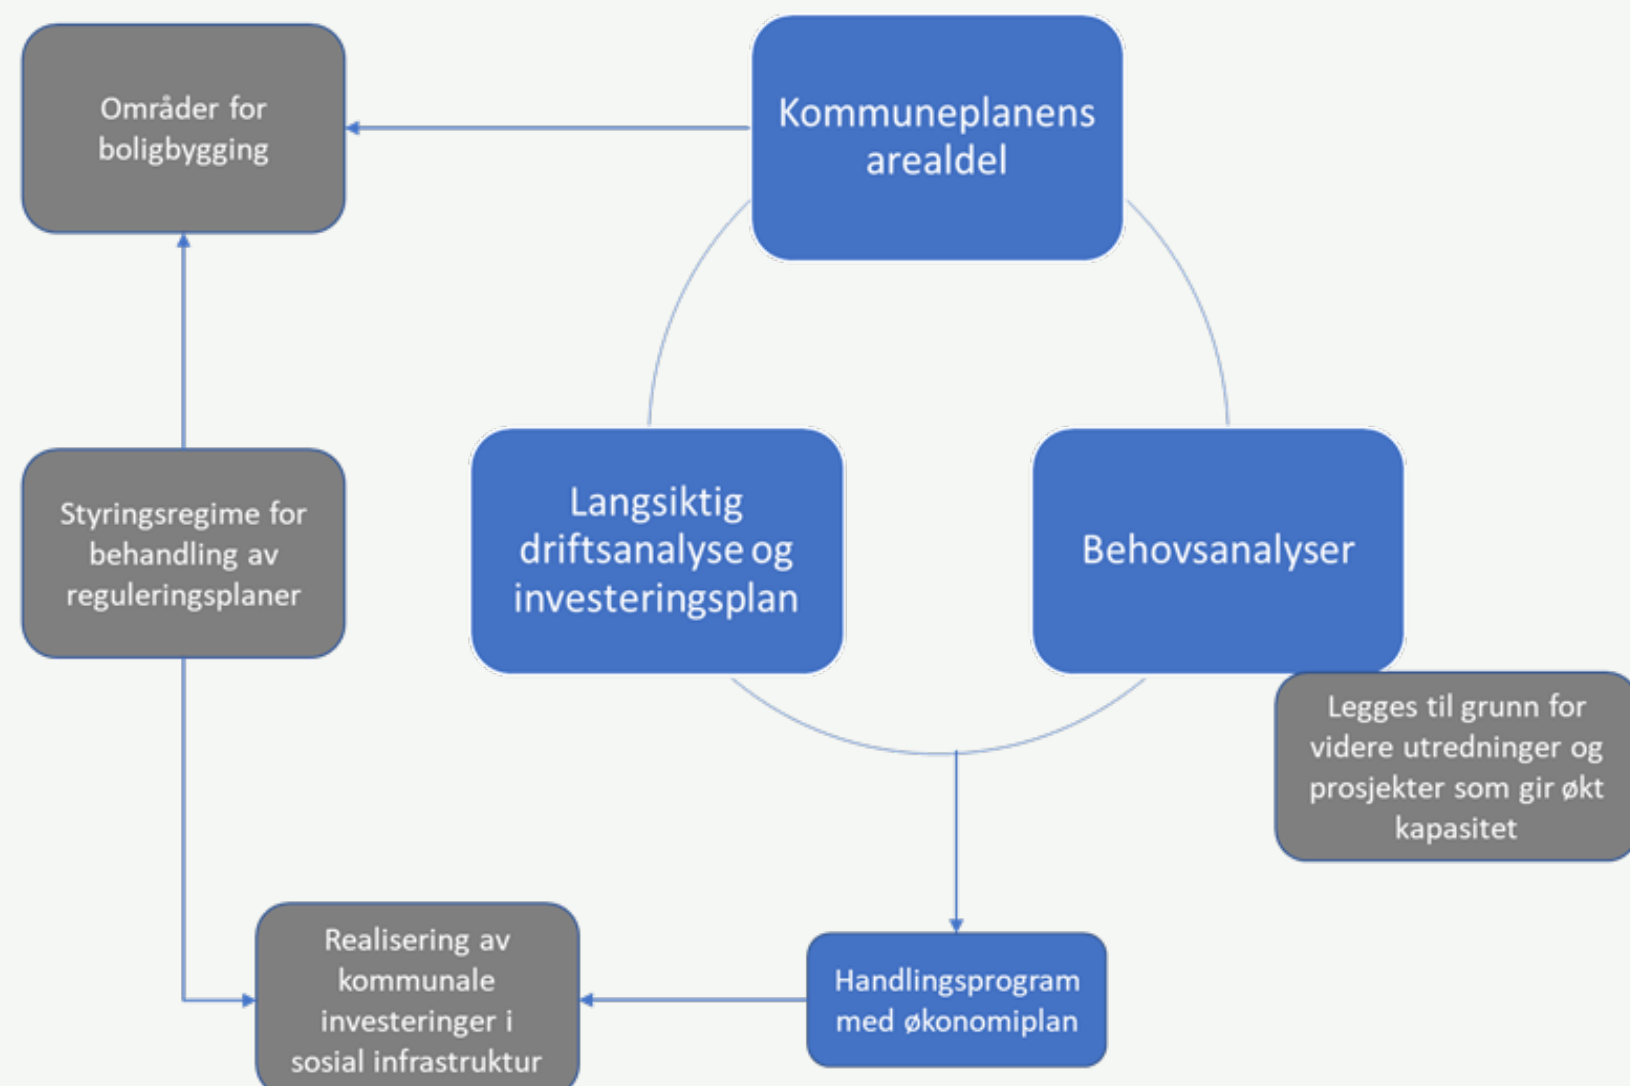 Områder for
boligbygging
Kommuneplanens
arealdel
Styringsregime for
behandling av
reguleringsplaner
Langsiktig
driftsanalyse og
investeringsplan
Behovsanalyser
Legges til grunn for
videre utredninger og
prosjekter som gir økt
kapasitet
Realisering av
kommunale
investeringer i
sosial infrastruktur
Handlingsprogram
med økonomiplan